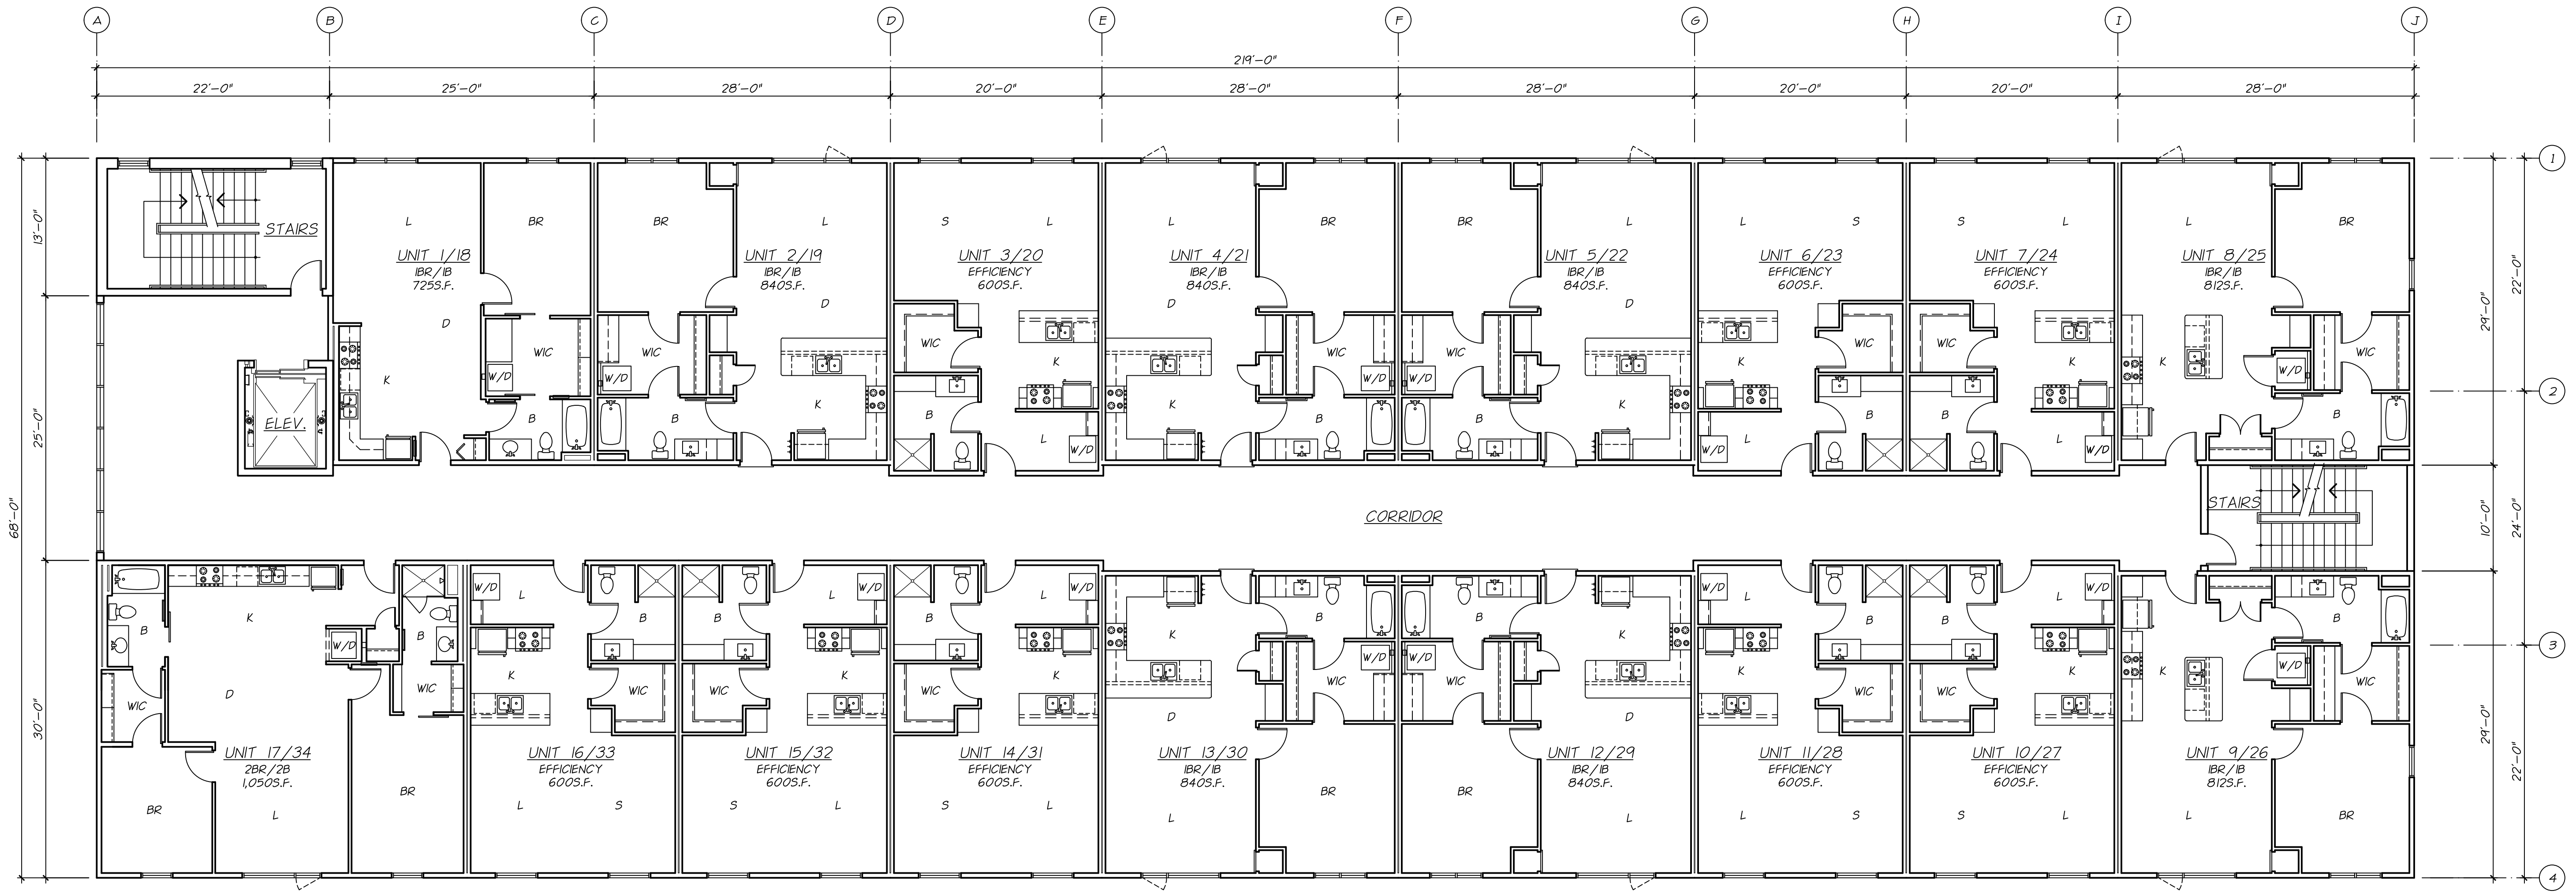 A B C D E F G H I J
219'-0"
22'-0" 25'-0" 28'-0" 20'-0" 28'-0" 28'-0" 20'-0" 20'-0" 28'-0"
1
2
3
4
68'-0"
13'-0"
25'-0"
30'-0"
29'-0"
10'-0"
29'-0"
22'-0"
24'-0"
22'-0"
STAIRS
ELEV.
L
BR
UNIT 1/18
1BR/1B
725S.F.
D
WIC
K
W/D
B
BR
L
UNIT 2/19
1BR/1B
840S.F.
D
WIC
W/D
K
B
S
L
UNIT 3/20
EFFICIENCY
600S.F.
WIC
K
B
L
W/D
L
BR
UNIT 4/21
1BR/1B
840S.F.
D
WIC
W/D
K
B
BR
L
UNIT 5/22
1BR/1B
840S.F.
D
WIC
W/D
K
B
L
S
UNIT 6/23
EFFICIENCY
600S.F.
WIC
K
B
L
W/D
S
L
UNIT 7/24
EFFICIENCY
600S.F.
WIC
K
B
L
W/D
L
BR
UNIT 8/25
1BR/1B
812S.F.
K
WIC
W/D
B
STAIRS
CORRIDOR
K
B
B
W/D
WIC
WIC
D
UNIT 17/34
2BR/2B
1,050S.F.
BR
BR
L
W/D
L
B
K
WIC
UNIT 16/33
EFFICIENCY
600S.F.
L
S
W/D
L
B
K
WIC
UNIT 15/32
EFFICIENCY
600S.F.
S
L
W/D
L
B
K
WIC
UNIT 14/31
EFFICIENCY
600S.F.
S
L
B
K
W/D
WIC
D
UNIT 13/30
1BR/1B
840S.F.
BR
L
B
K
W/D
WIC
D
UNIT 12/29
1BR/1B
840S.F.
BR
L
W/D
L
B
K
WIC
UNIT 11/28
EFFICIENCY
600S.F.
L
S
W/D
L
B
K
WIC
UNIT 10/27
EFFICIENCY
600S.F.
S
L
B
K
W/D
WIC
UNIT 9/26
1BR/1B
812S.F.
L
BR